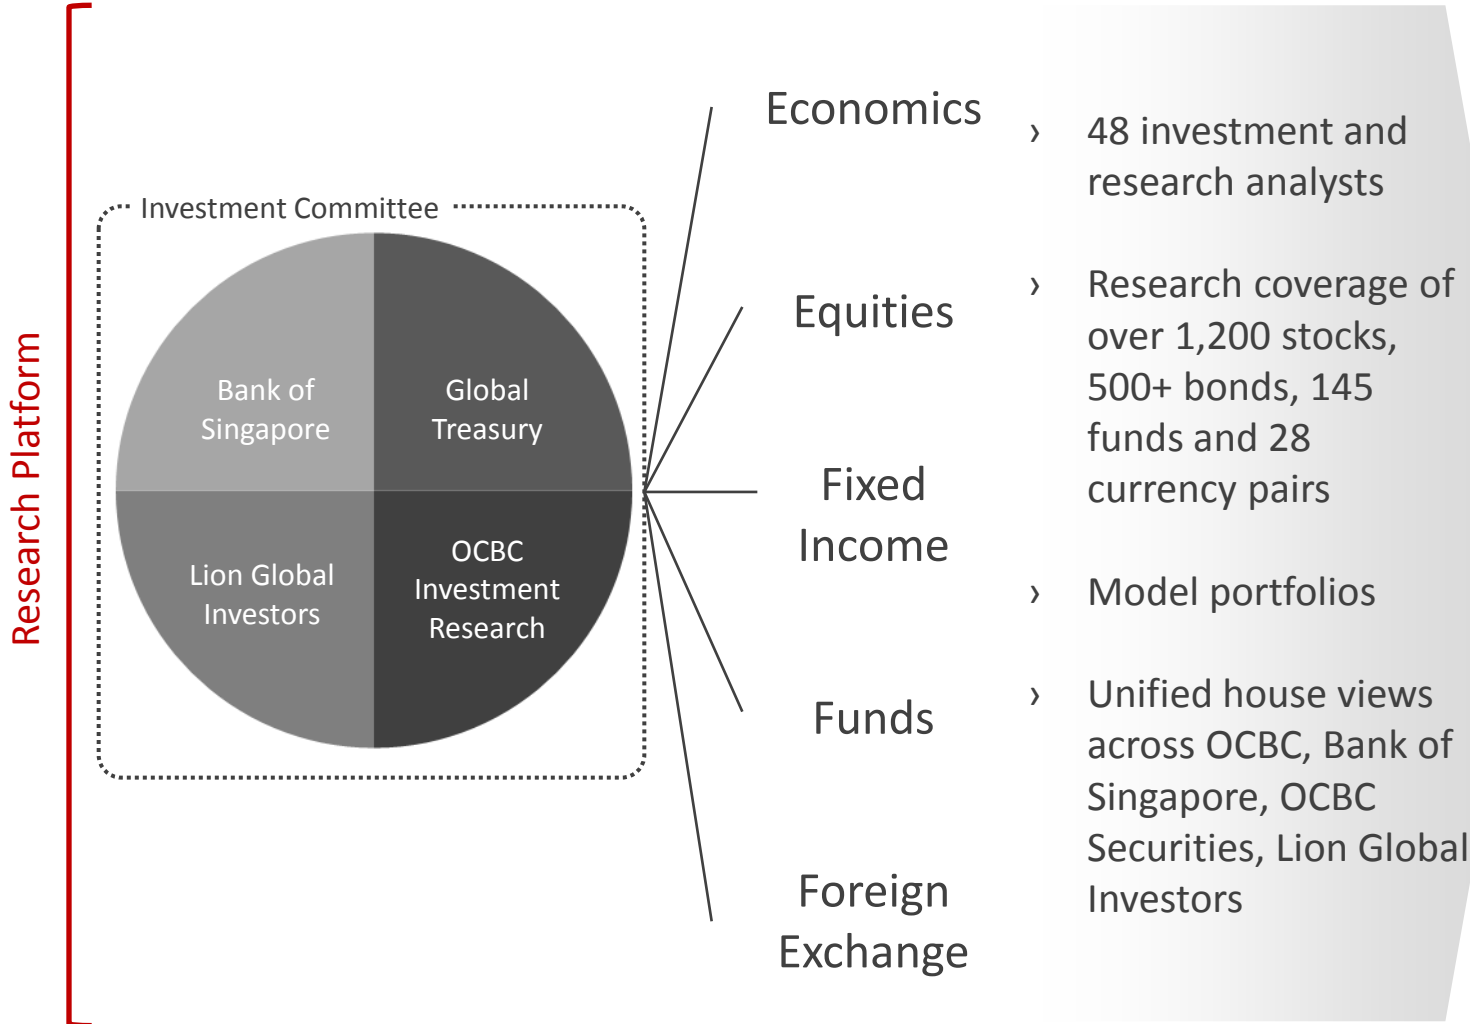 Research Platform
Investment Committee
Bank of
Singapore
Global
Treasury
Lion Global
Investors
OCBC
Investment
Research
Economics
Equities
Fixed
Income
Funds
Foreign
Exchange
› 48 investment and
research analysts
› Research coverage of
over 1,200 stocks,
500+ bonds, 145
funds and 28
currency pairs
› Model portfolios
› Unified house views
across OCBC, Bank of
Singapore, OCBC
Securities, Lion Global
Investors